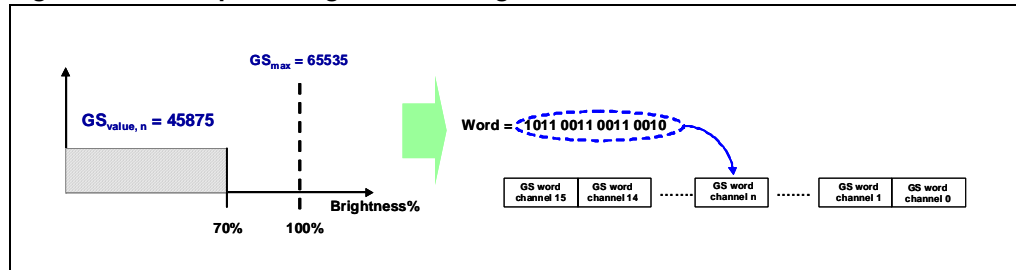 GSmax = 65535
GSvalue, n = 45875
Brightness%
70%
100%
Word = 1011 0011 0011 0010
GS word
channel 15
GS word
channel 14
GS word
channel n
GS word
channel 1
GS word
channel 0